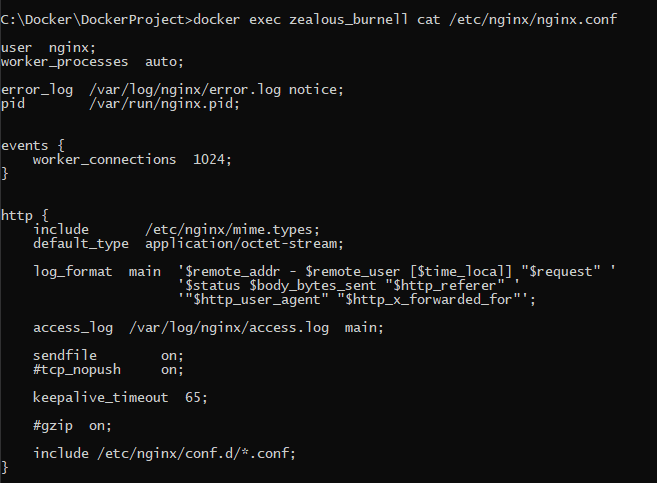 C:\Docker\DockerProject>docker exec zealous_burnell cat /etc/nginx/nginx.conf

user  nginx;
worker_processes  auto;

error_log  /var/log/nginx/error.log notice;
pid        /var/run/nginx.pid;


events {
    worker_connections  1024;
}


http {
    include       /etc/nginx/mime.types;
    default_type  application/octet-stream;

    log_format  main  '$remote_addr - $remote_user [$time_local] "$request" '
                      '$status $body_bytes_sent "$http_referer" '
                      '"$http_user_agent" "$http_x_forwarded_for"';

    access_log  /var/log/nginx/access.log  main;

    sendfile        on;
    #tcp_nopush     on;

    keepalive_timeout  65;

    #gzip  on;

    include /etc/nginx/conf.d/*.conf;
}